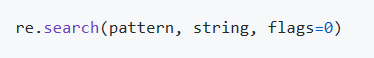 re.search(pattern, string, flags=0)